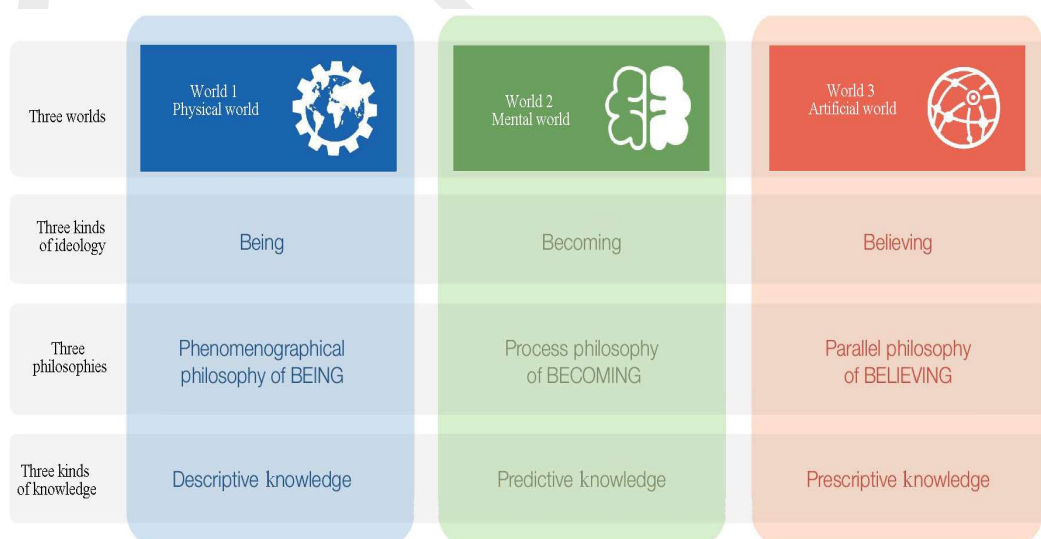 Three worlds
World 1
Physical world
World 2
Mental world
World 3
Artificial world
Three kinds
of ideology
Being
Becoming
Believing
Three
philosophies
Phenomenographical
philosophy of BEING
Process philosophy
of BECOMING
Parallel philosophy
of BELIEVING
Three kinds
of knowledge
Descriptive knowledge
Predictive knowledge
Prescriptive knowledge